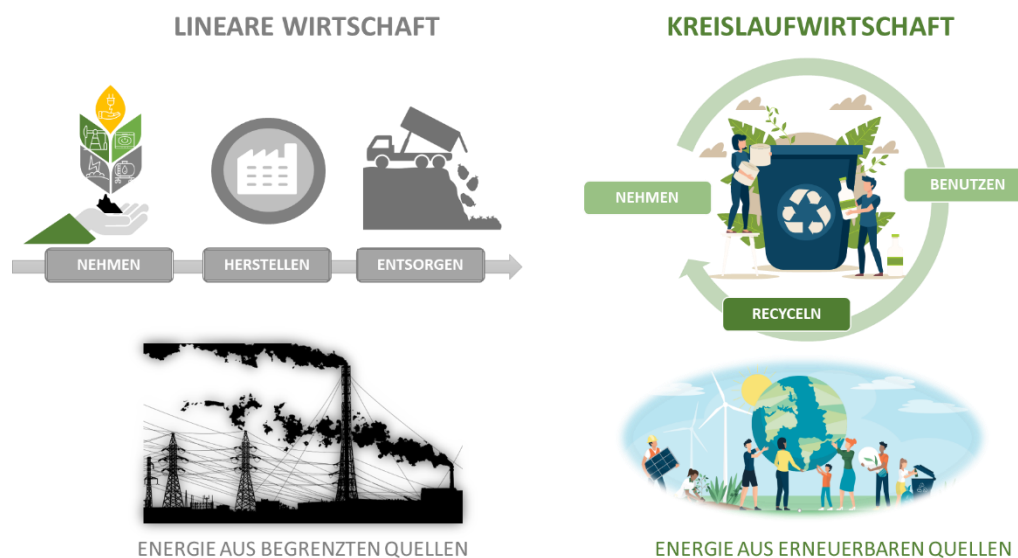 LINEARE WIRTSCHAFT
NEHMEN
HERSTELLEN
ENTSORGEN
ENERGIE AUS BEGRENZTEN QUELLEN
KREISLAUFWIRTSCHAFT
NEHMEN
BENUTZEN
RECYCELN
ENERGIE AUS ERNEUERBAREN QUELLEN